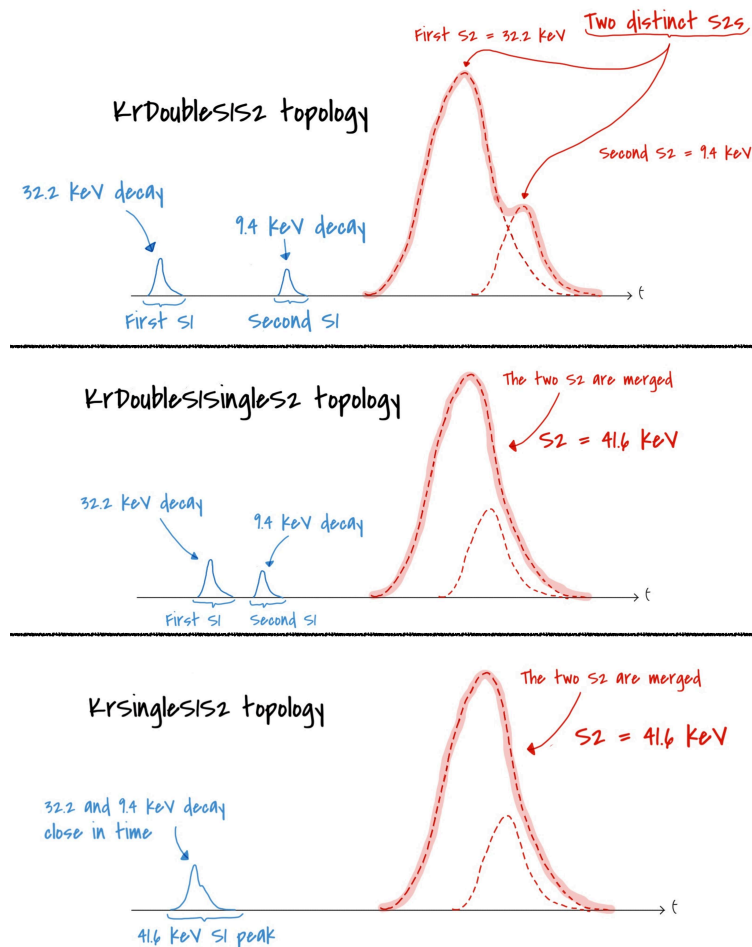 First S2 = 32.2 keV
Two distinct S2s
KrDoubleS1S2 topology
Second S2 = 9.4 keV
32.2 keV decay
9.4 keV decay
First S1
Second S1
t
KrDoubleS1SingleS2 topology
The two S2 are merged
S2 = 41.6 keV
32.2 keV decay
9.4 keV decay
First S1
Second S1
t
KrSingleS1S2 topology
The two S2 are merged
S2 = 41.6 keV
32.2 and 9.4 keV decay
close in time
41.6 keV S1 peak
t